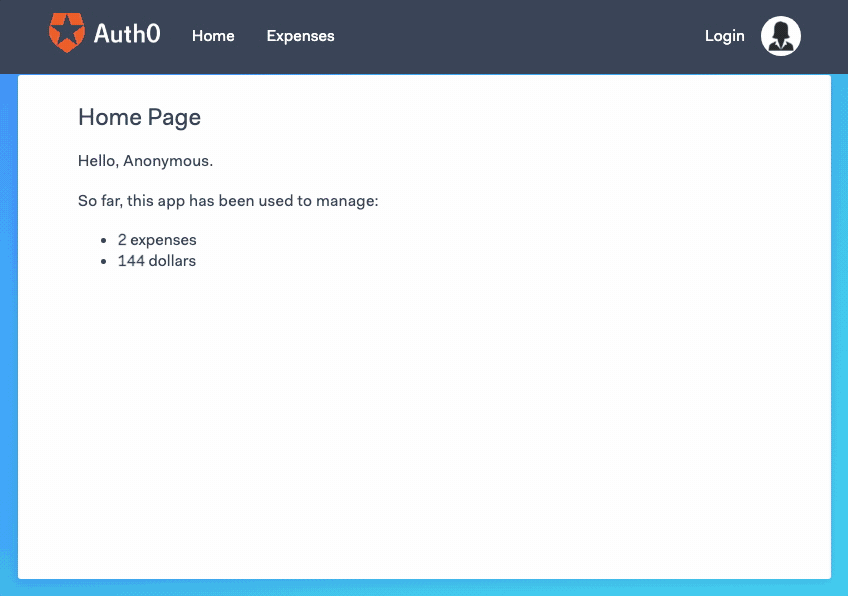 Auth0 Home Expenses Login
Home Page
Hello, Anonymous.
So far, this app has been used to manage:
• 2 expenses
• 144 dollars